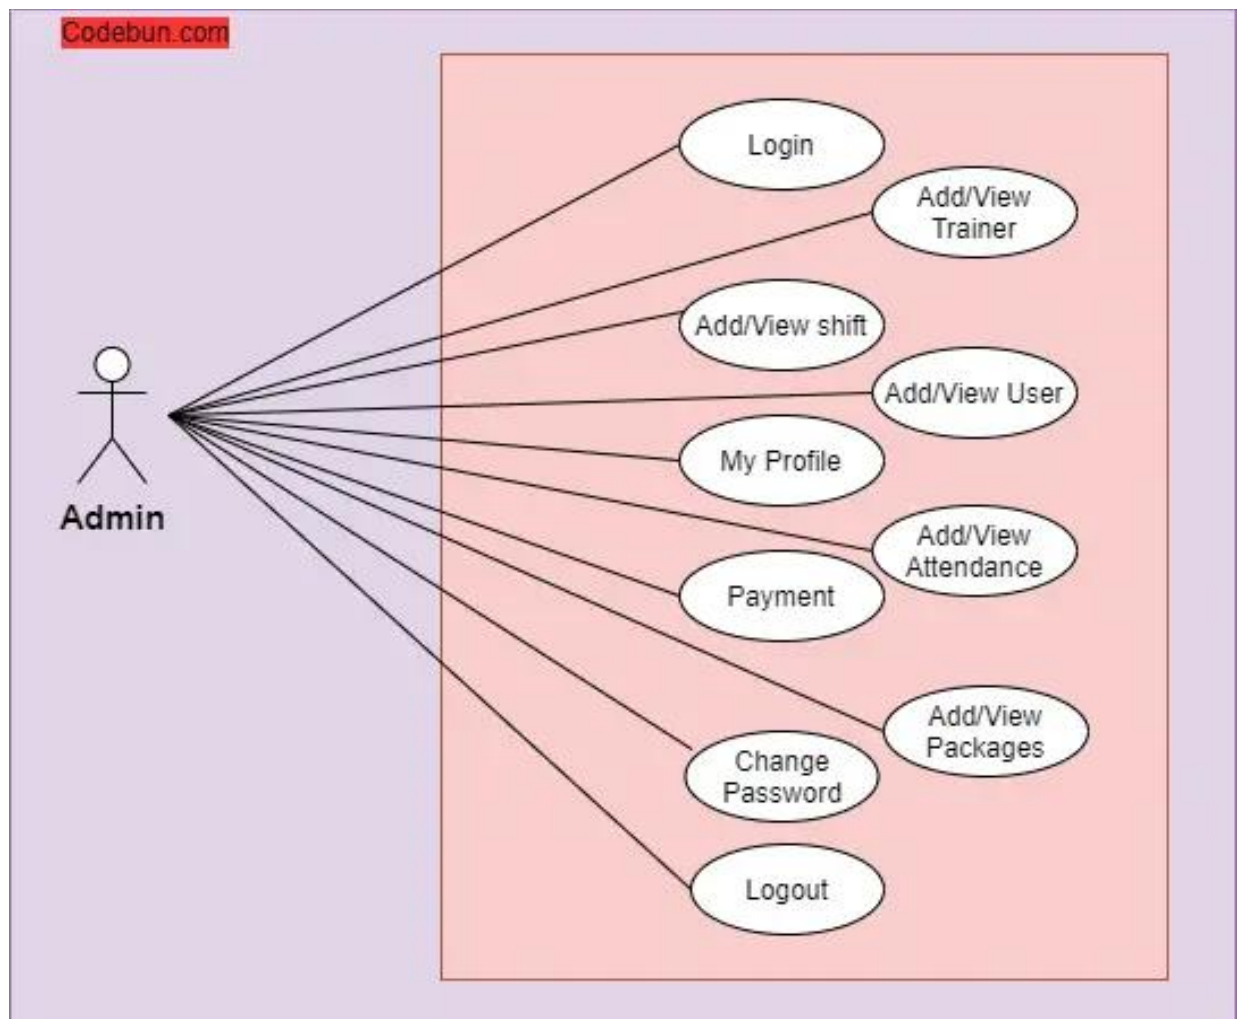 Codebun.com
Login
Add/View
Trainer
Add/View shift
Add/View User
My Profile
Add/View
Attendance
Payment
Admin
Add/View
Packages
Change
Password
Logout